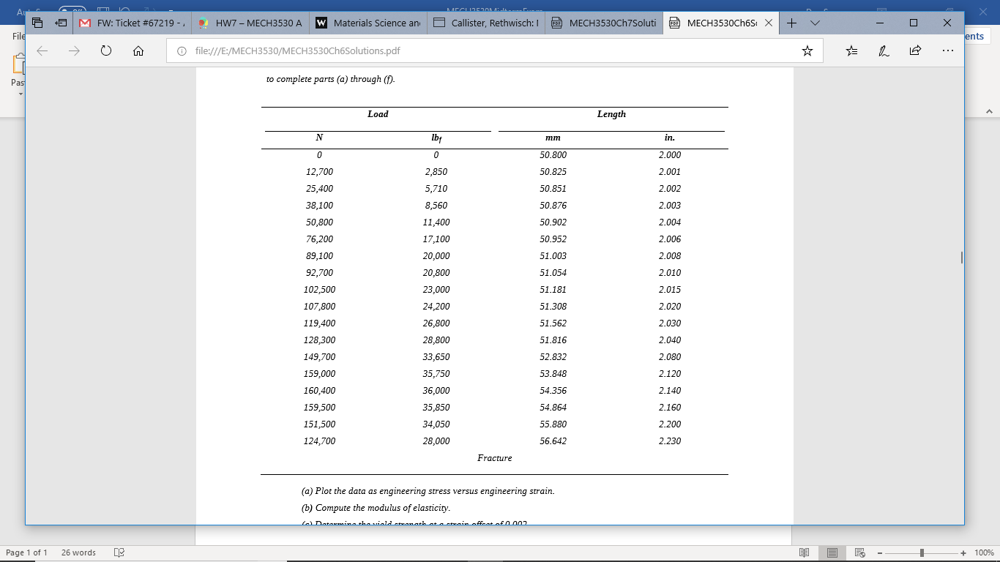 FW: Ticket #67219 -
HW7 – MECH3530 A
Materials Science an
Callister, Rethwisch:
MECH3530Ch7Soluti
MECH3530Ch6S
File
ents
file:///E:/MECH3530/MECH3530Ch6Solutions.pdf
Pas
to complete parts (a) through (f).
Load Length
N lbf mm in.
0 0 50.800 2.000
12,700 2,850 50.825 2.001
25,400 5,710 50.851 2.002
38,100 8,560 50.876 2.003
50,800 11,400 50.902 2.004
76,200 17,100 50.952 2.006
89,100 20,000 51.003 2.008
92,700 20,800 51.054 2.010
102,500 23,000 51.181 2.015
107,800 24,200 51.308 2.020
119,400 26,800 51.562 2.030
128,300 28,800 51.816 2.040
149,700 33,650 52.832 2.080
159,000 35,750 53.848 2.120
160,400 36,000 54.356 2.140
159,500 35,850 54.864 2.160
151,500 34,050 55.880 2.200
124,700 28,000 56.642 2.230
Fracture
(a) Plot the data as engineering stress versus engineering strain.
(b) Compute the modulus of elasticity.
(c) Determine the yield strength at a strain offset of 0.002
Page 1 of 1 26 words
100%